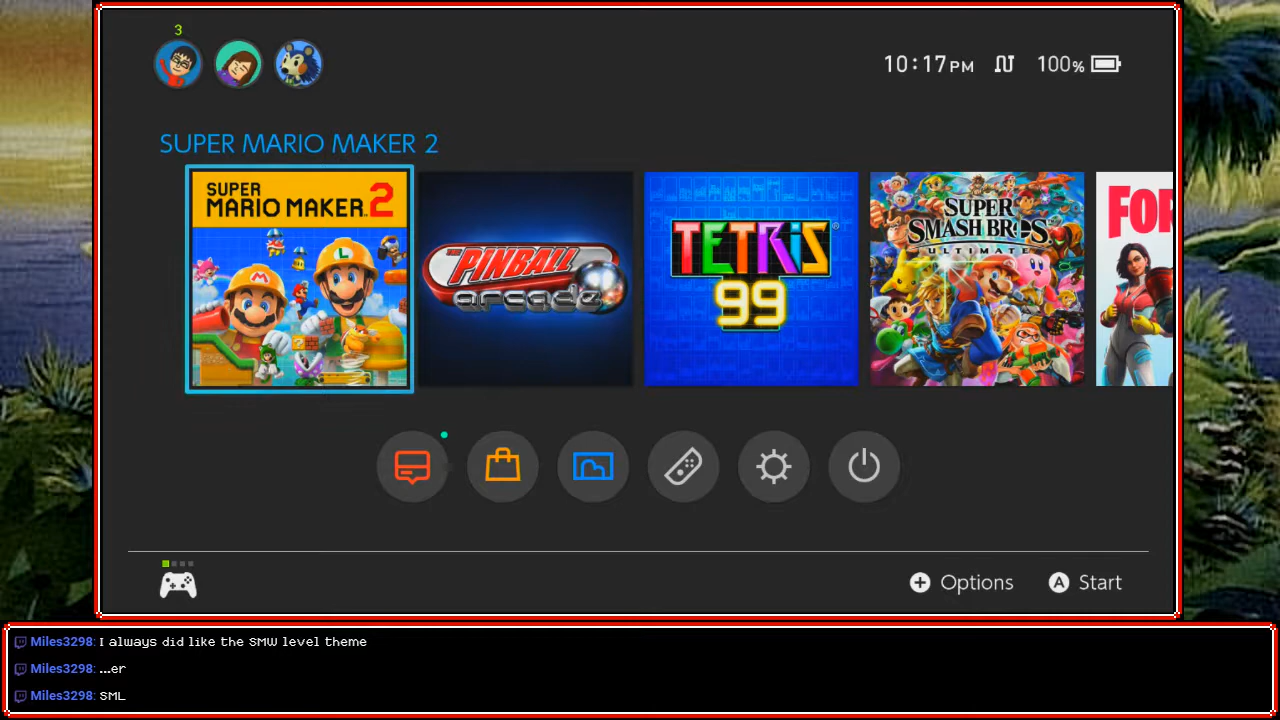 3
10:17PM 100%
SUPER MARIO MAKER 2
SUPER
MARIO MAKER 2
THE PINBALL
arcade
TETRIS®
99
SUPER
SMASH BROS.
ULTIMATE
FOR
M
L
Options
Start
Miles3298: I always did like the SMW level theme
Miles3298: ...er
Miles3298: SML